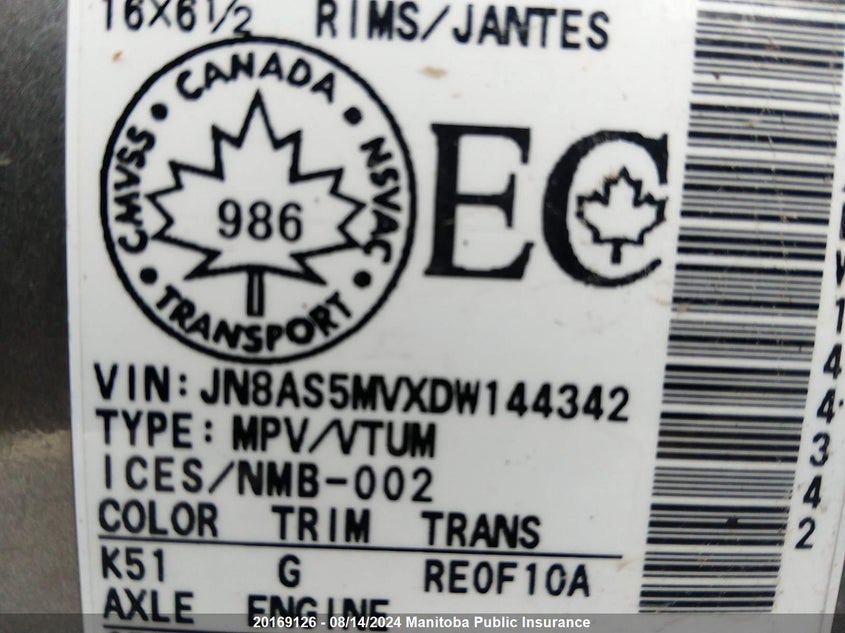 16X6½ RIMS/JANTES
CANADA
CMVSS
NSVAC
986
TRANSPORT
EC
VIN: JN8AS5MVXDW144342
TYPE: MPV/VTUM
ICES/NMB-002
COLOR TRIM TRANS
K51 G RE0F10A
AXLE ENGINE
144342
20169126 - 08/14/2024 Manitoba Public Insurance